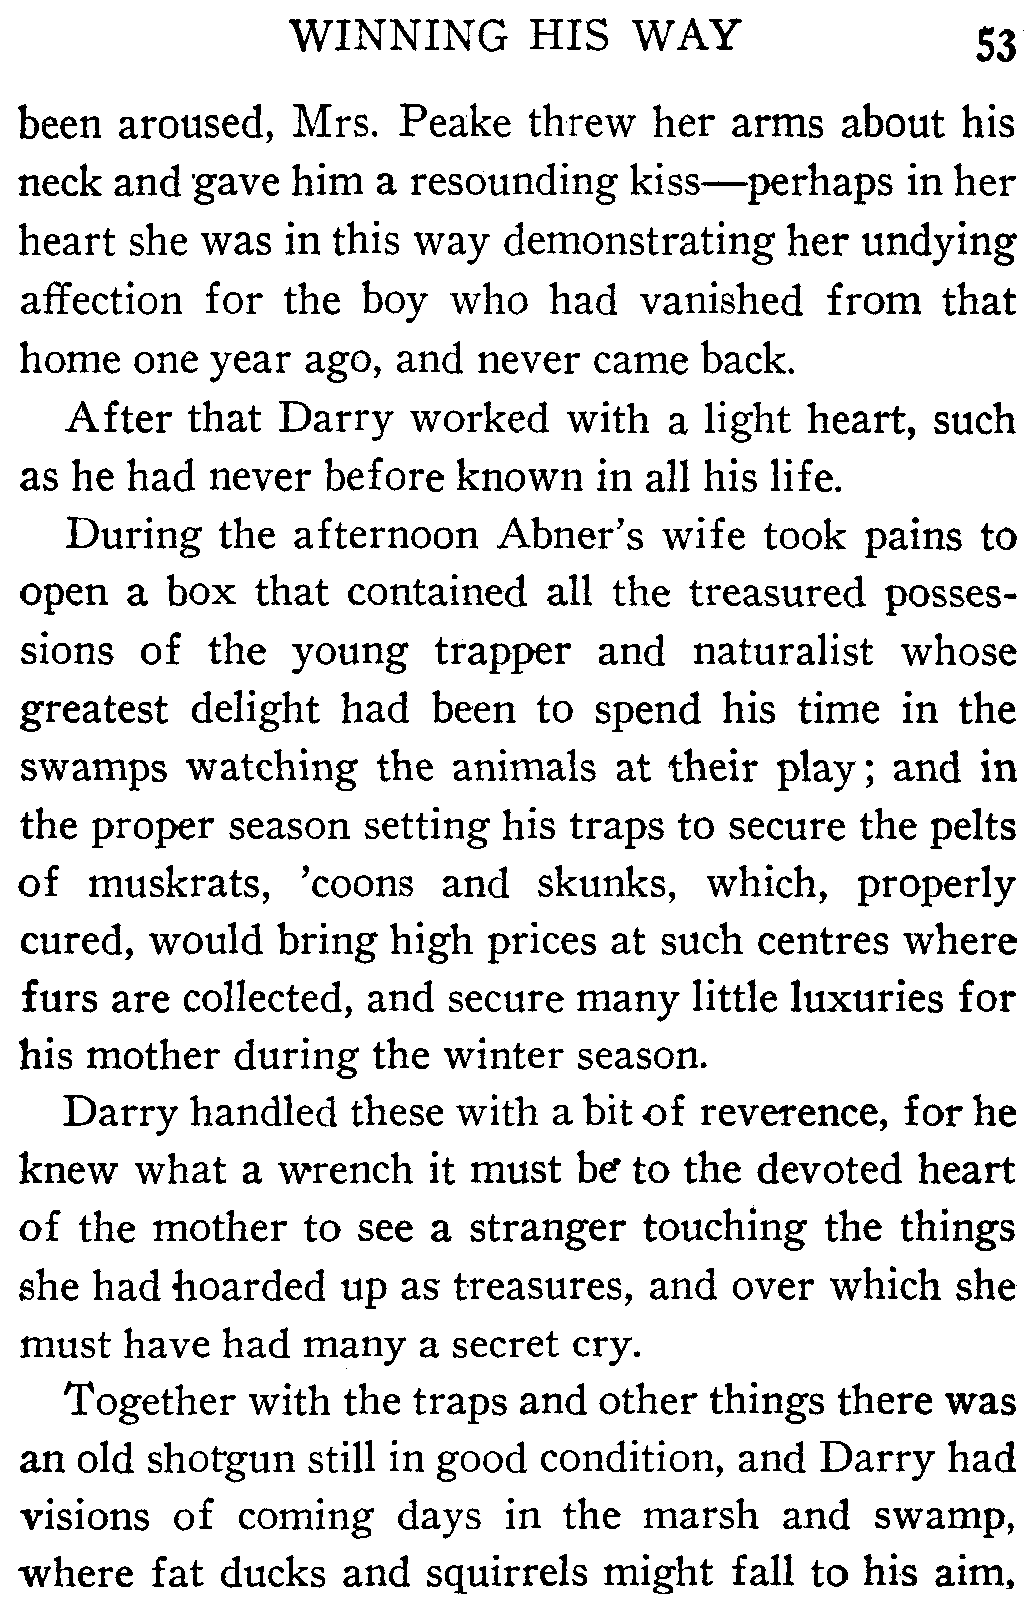 WINNING HIS WAY 53
been aroused, Mrs. Peake threw her arms about his
neck and gave him a resounding kiss—perhaps in her
heart she was in this way demonstrating her undying
affection for the boy who had vanished from that
home one year ago, and never came back.
After that Darry worked with a light heart, such
as he had never before known in all his life.
During the afternoon Abner's wife took pains to
open a box that contained all the treasured posses-
sions of the young trapper and naturalist whose
greatest delight had been to spend his time in the
swamps watching the animals at their play; and in
the proper season setting his traps to secure the pelts
of muskrats, 'coons and skunks, which, properly
cured, would bring high prices at such centres where
furs are collected, and secure many little luxuries for
his mother during the winter season.
Darry handled these with a bit of reverence, for he
knew what a wrench it must be to the devoted heart
of the mother to see a stranger touching the things
she had hoarded up as treasures, and over which she
must have had many a secret cry.
Together with the traps and other things there was
an old shotgun still in good condition, and Darry had
visions of coming days in the marsh and swamp,
where fat ducks and squirrels might fall to his aim,